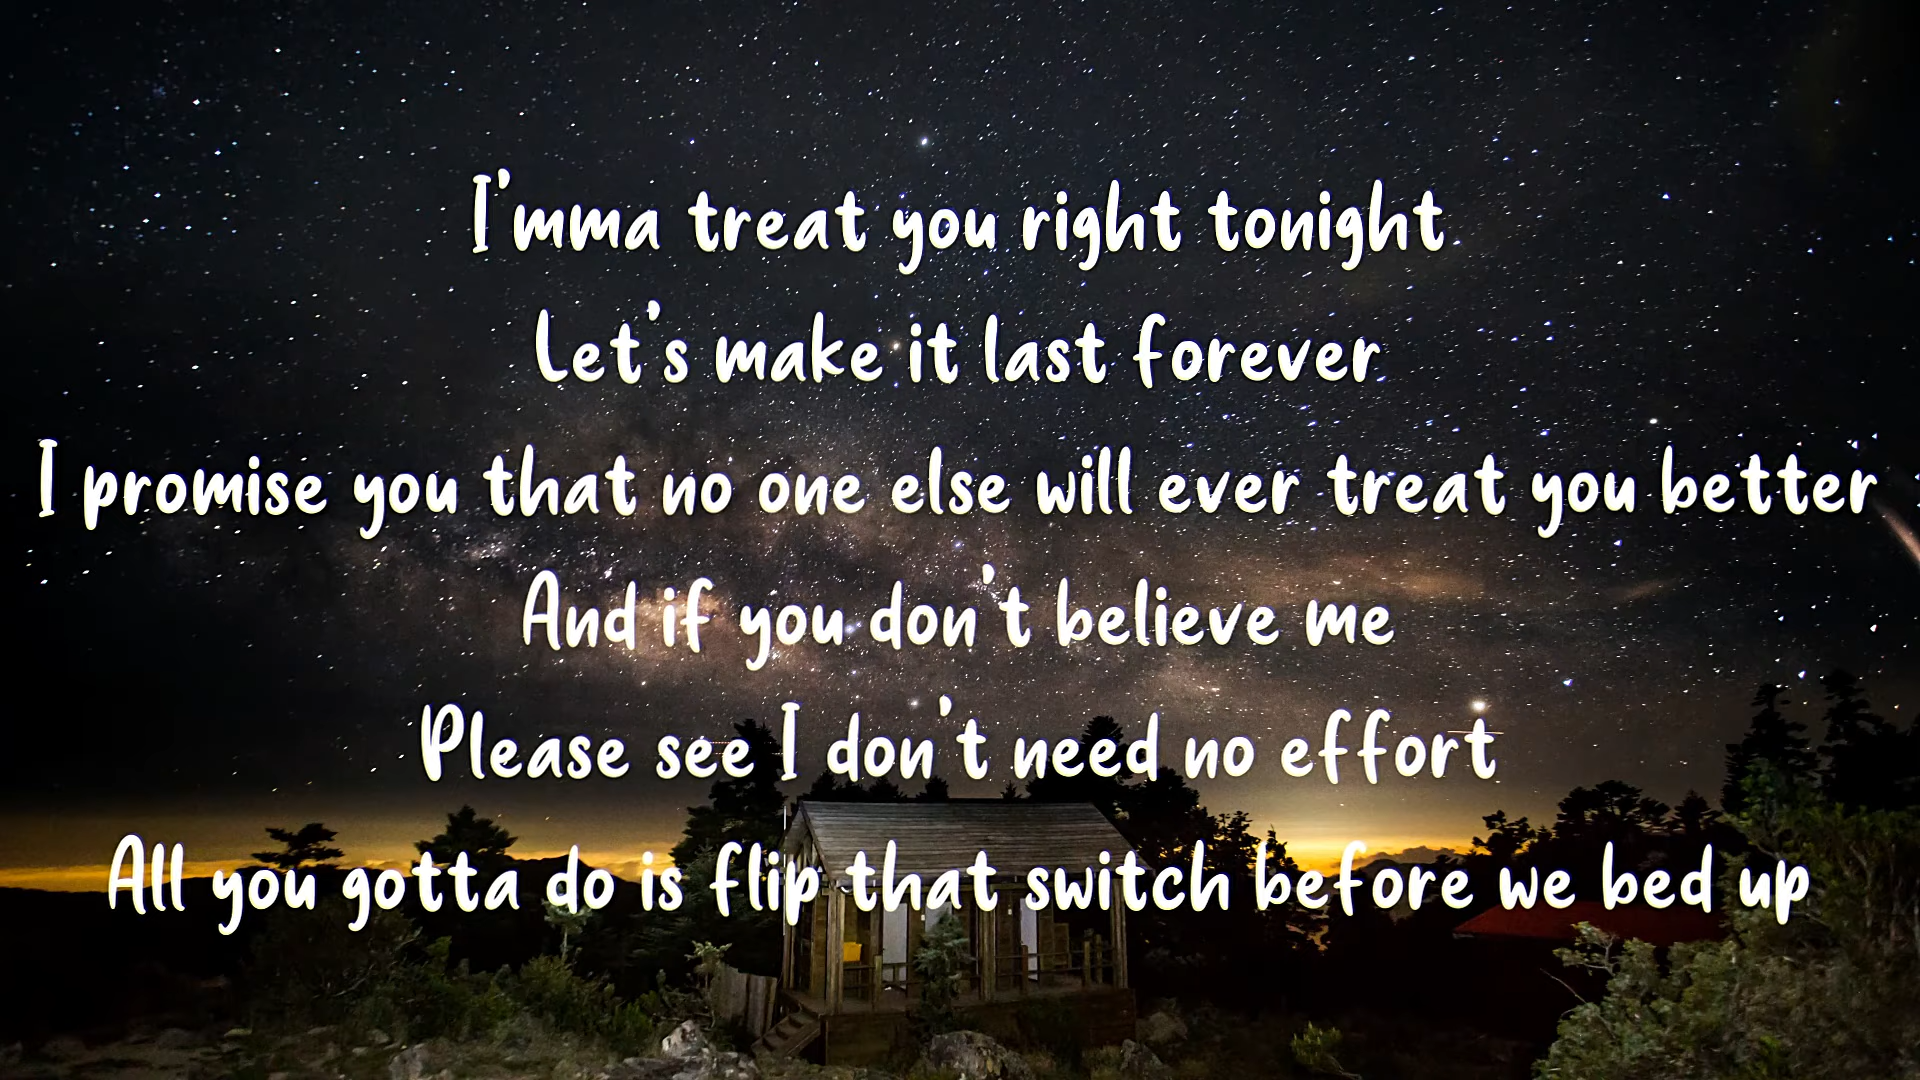 I'mma treat you right tonight
Let's make it last forever
I promise you that no one else will ever treat you better
And if you don't believe me
Please see I don't need no effort
All you gotta do is flip that switch before we bed up